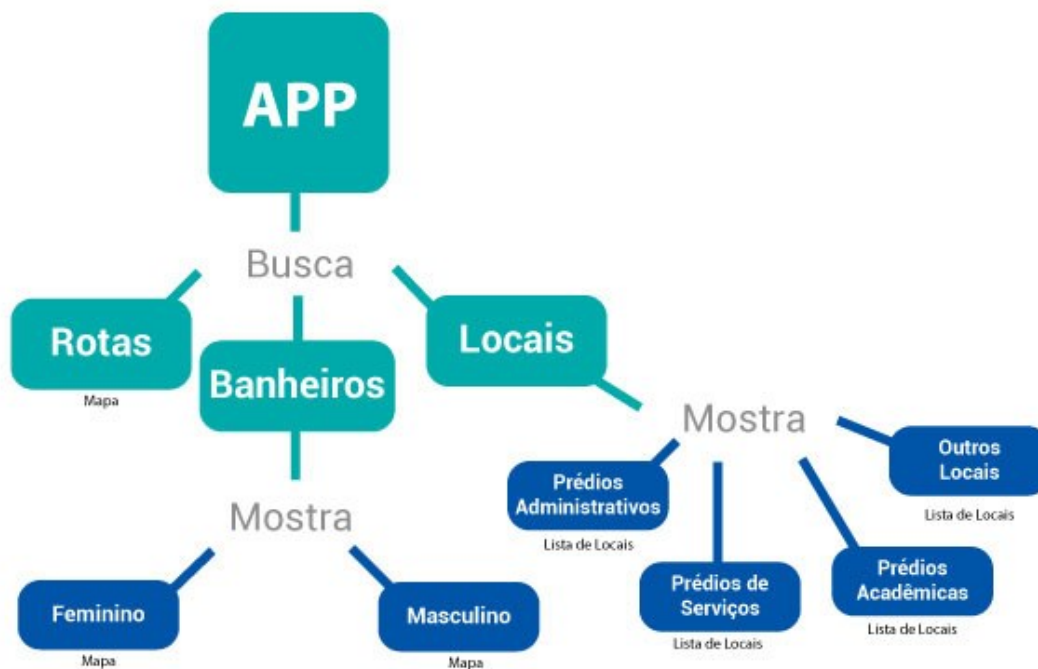 APP
Busca
Rotas
Mapa
Banheiros
Locais
Mostra
Feminino
Mapa
Masculino
Mapa
Mostra
Prédios
Administrativos
Lista de Locais
Prédios de
Serviços
Lista de Locais
Prédios
Acadêmicas
Lista de Locais
Outros
Locais
Lista de Locais